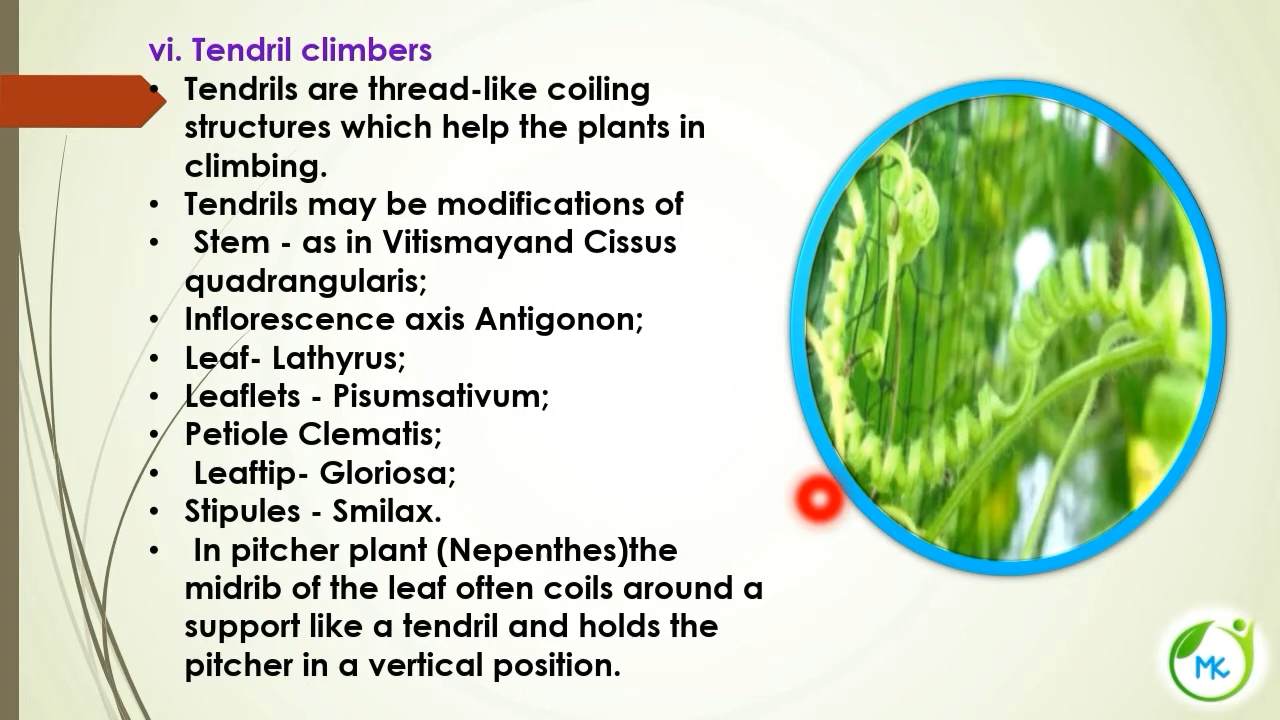 vi. Tendril climbers
• Tendrils are thread-like coiling
structures which help the plants in
climbing.
• Tendrils may be modifications of
• Stem - as in Vitismayand Cissus
quadrangularis;
• Inflorescence axis Antigonon;
• Leaf- Lathyrus;
• Leaflets - Pisumsativum;
• Petiole Clematis;
• Leaftip- Gloriosa;
• Stipules - Smilax.
• In pitcher plant (Nepenthes)the
midrib of the leaf often coils around a
support like a tendril and holds the
pitcher in a vertical position.
MK